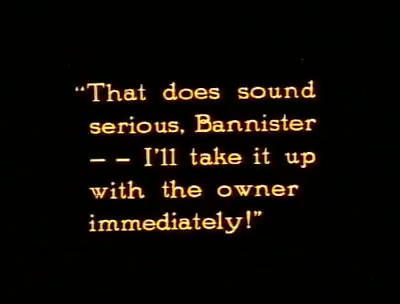 "That does sound
serious, Bannister
-- I'll take it up
with the owner
immediately!"